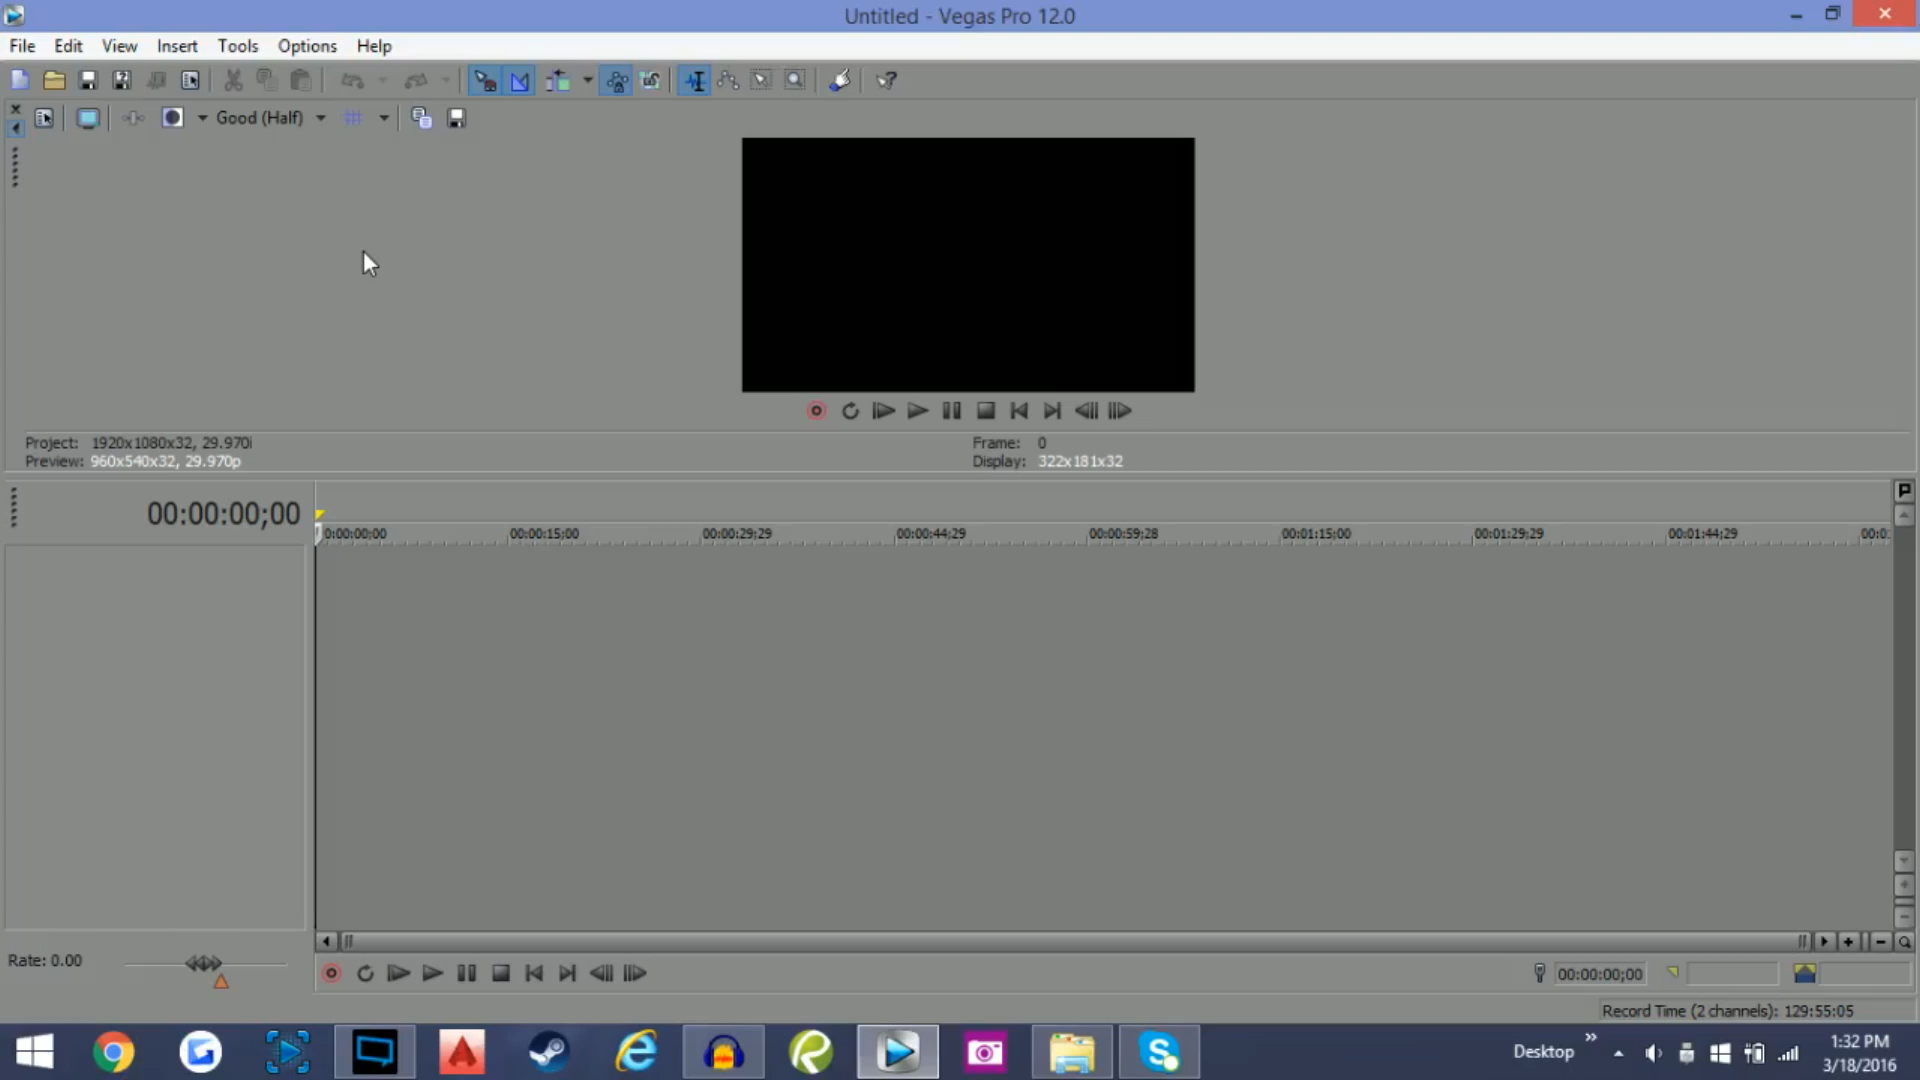 Untitled - Vegas Pro 12.0
File Edit View Insert Tools Options Help
Good (Half)
Project: 1920x1080x32, 29.970i
Frame: 0
Preview: 960x540x32, 29.970p
Display: 322x181x32
00:00:00;00
0:00:00;00 00:00:15;00 00:00:29;29 00:00:44;29 00:00:59;28 00:01:15;00 00:01:29;29 00:01:44;29 00:0
Rate: 0.00
00:00:00;00
Record Time (2 channels): 129:55:05
Desktop
1:32 PM
3/18/2016